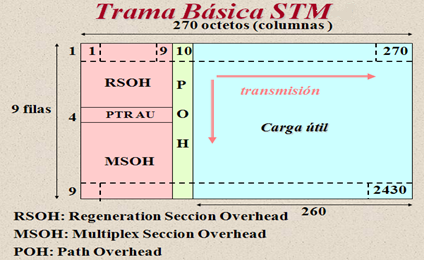 Trama Básica STM
270 octetos (columnas )
1 1 9 10 270
RSOH
P
transmisión
9 filas
4 PTR AU
O
Carga útil
MSOH
H
9 2430
260
RSOH: Regeneration Seccion Overhead
MSOH: Multiplex Seccion Overhead
POH: Path Overhead